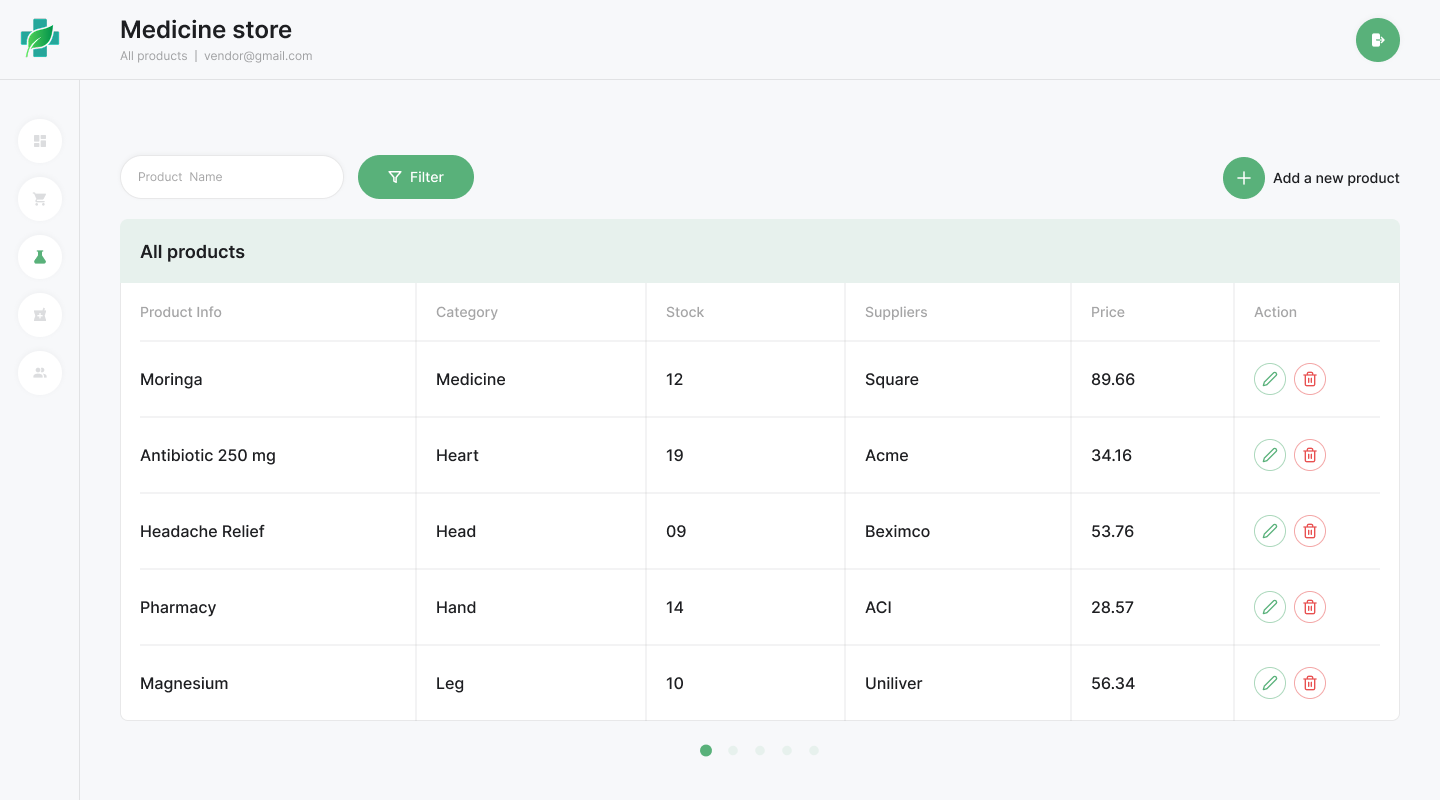 Medicine store
All products | vendor@gmail.com
Product Name
Filter
Add a new product
All products
Product Info Category Stock Suppliers Price Action
Moringa Medicine 12 Square 89.66
Antibiotic 250 mg Heart 19 Acme 34.16
Headache Relief Head 09 Beximco 53.76
Pharmacy Hand 14 ACI 28.57
Magnesium Leg 10 Uniliver 56.34